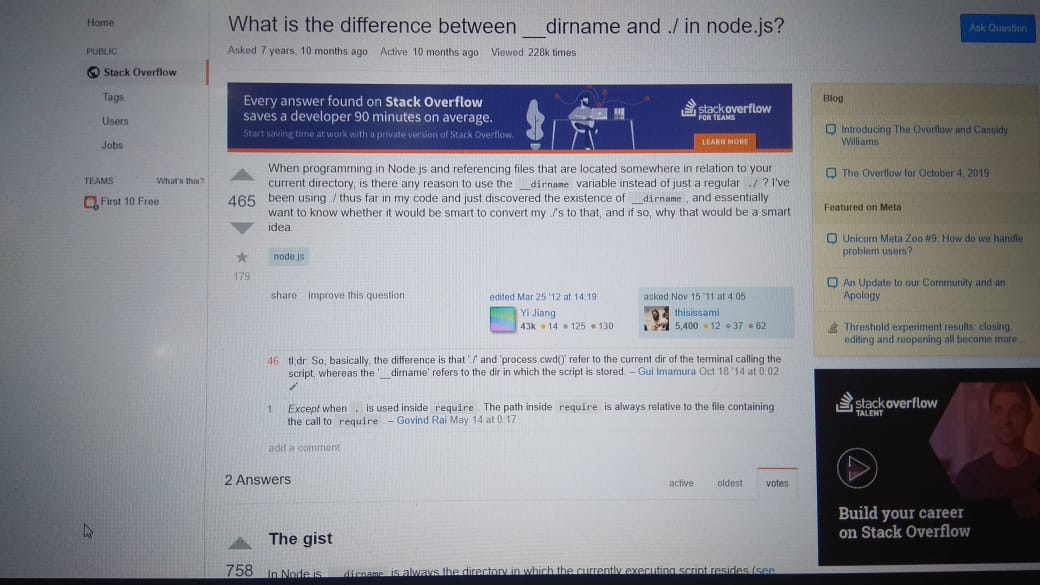 Home
PUBLIC
Stack Overflow
Tags
Users
Jobs
TEAMS What's this?
First 10 Free
What is the difference between __dirname and ./ in node.js?
Asked 7 years, 10 months ago Active 10 months ago Viewed 228k times
Ask Question
Every answer found on Stack Overflow
saves a developer 90 minutes on average.
Start saving time at work with a private version of Stack Overflow.
stackoverflow
FOR TEAMS
LEARN MORE
When programming in Node.js and referencing files that are located somewhere in relation to your
current directory, is there any reason to use the __dirname variable instead of just a regular ./ ? I've
been using ./ thus far in my code and just discovered the existence of __dirname , and essentially
want to know whether it would be smart to convert my ./'s to that, and if so, why that would be a smart
idea.
465
179
node.js
share improve this question
edited Mar 25 '12 at 14:19
Yi Jiang
43k 14 125 130
asked Nov 15 '11 at 4:05
thisissami
5,400 12 37 62
46 tl;dr: So, basically, the difference is that './' and 'process.cwd()' refer to the current dir of the terminal calling the
script, whereas the '__dirname' refers to the dir in which the script is stored. – Gui Imamura Oct 18 '14 at 0:02
1 Except when . is used inside require . The path inside require is always relative to the file containing
the call to require . – Govind Rai May 14 at 0:17
add a comment
2 Answers
active oldest votes
The gist
758
In Node.js, __dirname is always the directory in which the currently executing script resides (see
Blog
Introducing The Overflow and Cassidy
Williams
The Overflow for October 4, 2019
Featured on Meta
Unicorn Meta Zoo #9: How do we handle
problem users?
An Update to our Community and an
Apology
Threshold experiment results: closing,
editing and reopening all become more...
stackoverflow
TALENT
Build your career
on Stack Overflow